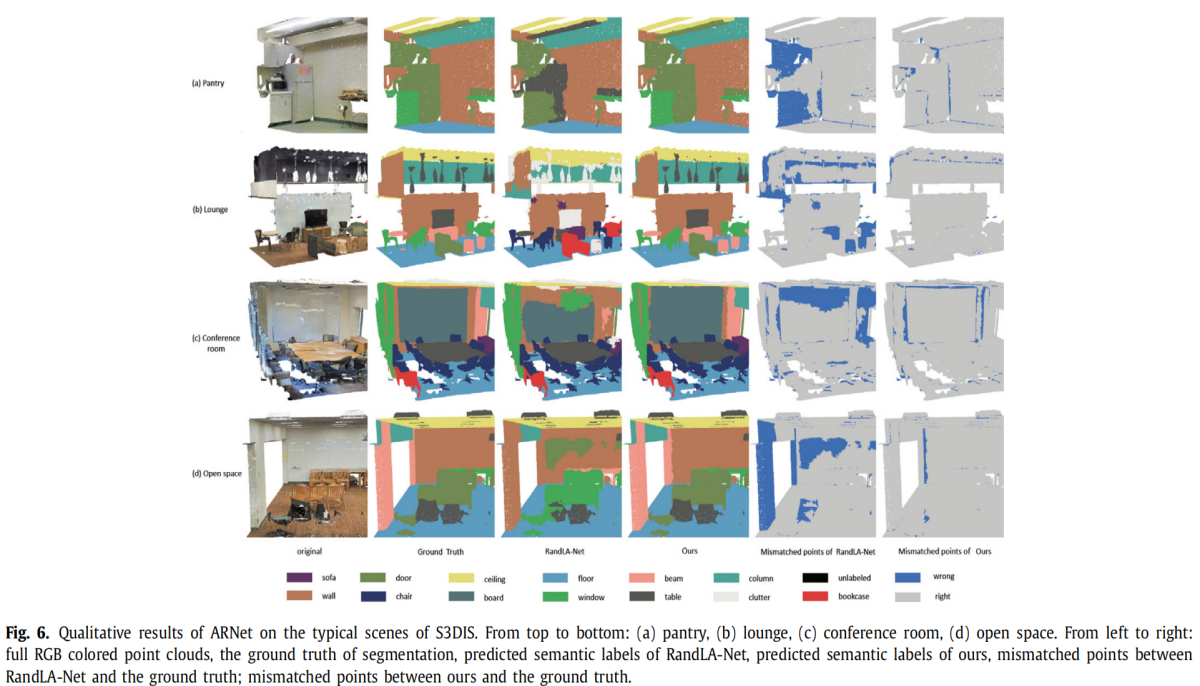 (a) Pantry
(b) Lounge
(c) Conference
room
(d) Open space
original
Ground Truth
RandLA-Net
Ours
Mismatched points of RandLA-Net
Mismatched points of Ours
sofa
door
ceiling
floor
beam
column
unlabeled
wrong
wall
chair
board
window
table
clutter
bookcase
right
Fig. 6. Qualitative results of ARNet on the typical scenes of S3DIS. From top to bottom: (a) pantry, (b) lounge, (c) conference room, (d) open space. From left to right:
full RGB colored point clouds, the ground truth of segmentation, predicted semantic labels of RandLA-Net, predicted semantic labels of ours, mismatched points between
RandLA-Net and the ground truth; mismatched points between ours and the ground truth.